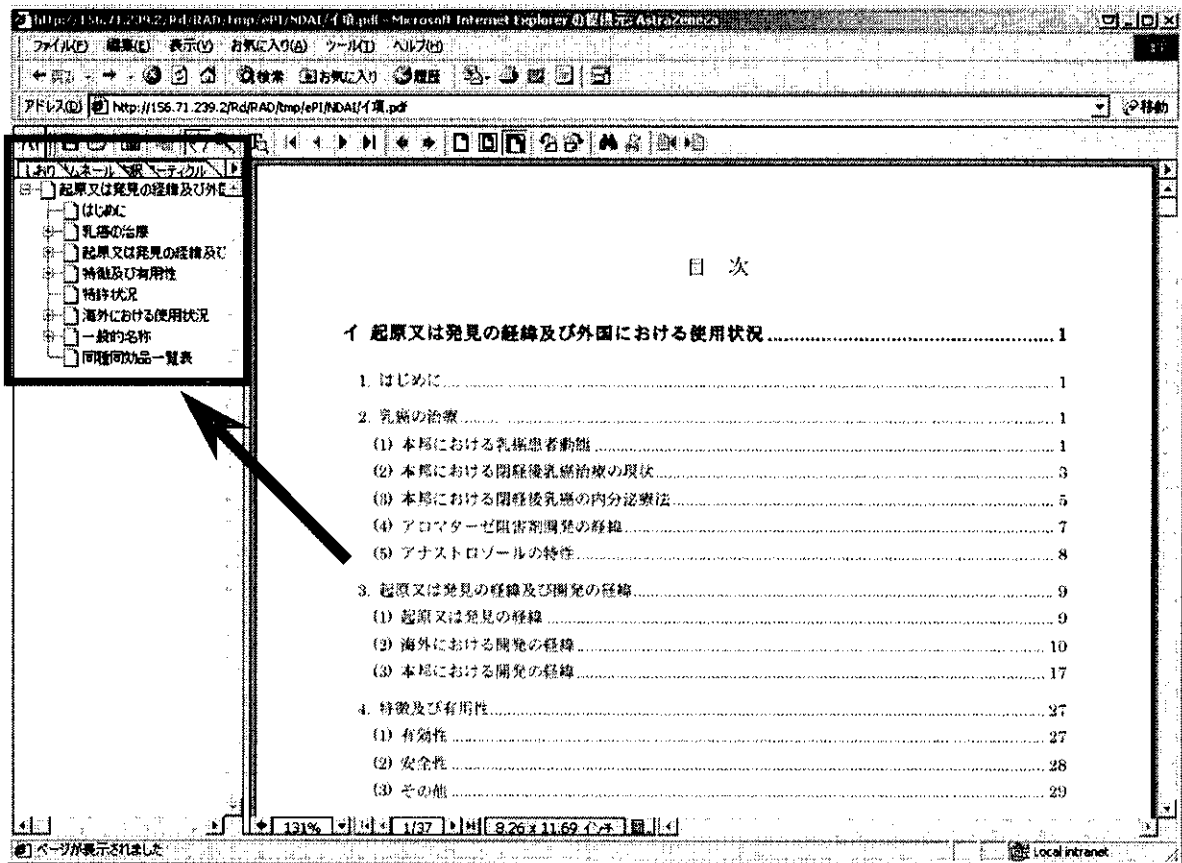 http://156.71.239.2/Rd/RAD/tmp/ePI/NDAI/イ項.pdf - Microsoft Internet Explorer の提供元: AstraZeneca
ファイル(F) 編集(E) 表示(V) お気に入り(A) ツール(T) ヘルプ(H)
検索 お気に入り 履歴
アドレス(D) http://156.71.239.2/Rd/RAD/tmp/ePI/NDAI/イ項.pdf 移動
しおり
起原又は発見の経緯及び外
はじめに
乳癌の治療
起原又は発見の経緯及び
特徴及び有用性
特許状況
海外における使用状況
一般的名称
同種同効品一覧表
目 次
イ 起原又は発見の経緯及び外国における使用状況 1
1. はじめに 1
2. 乳癌の治療 1
(1) 本邦における乳癌患者動態 1
(2) 本邦における閉経後乳癌治療の現状 3
(3) 本邦における閉経後乳癌の内分泌療法 5
(4) アロマターゼ阻害剤開発の経緯 7
(5) アナストロゾールの特性 8
3. 起原又は発見の経緯及び開発の経緯 9
(1) 起原又は発見の経緯 9
(2) 海外における開発の経緯 10
(3) 本邦における開発の経緯 17
4. 特徴及び有用性 27
(1) 有効性 27
(2) 安全性 28
(3) その他 29
131% 1/37 8.26 x 11.69 インチ
ページが表示されました Local intranet